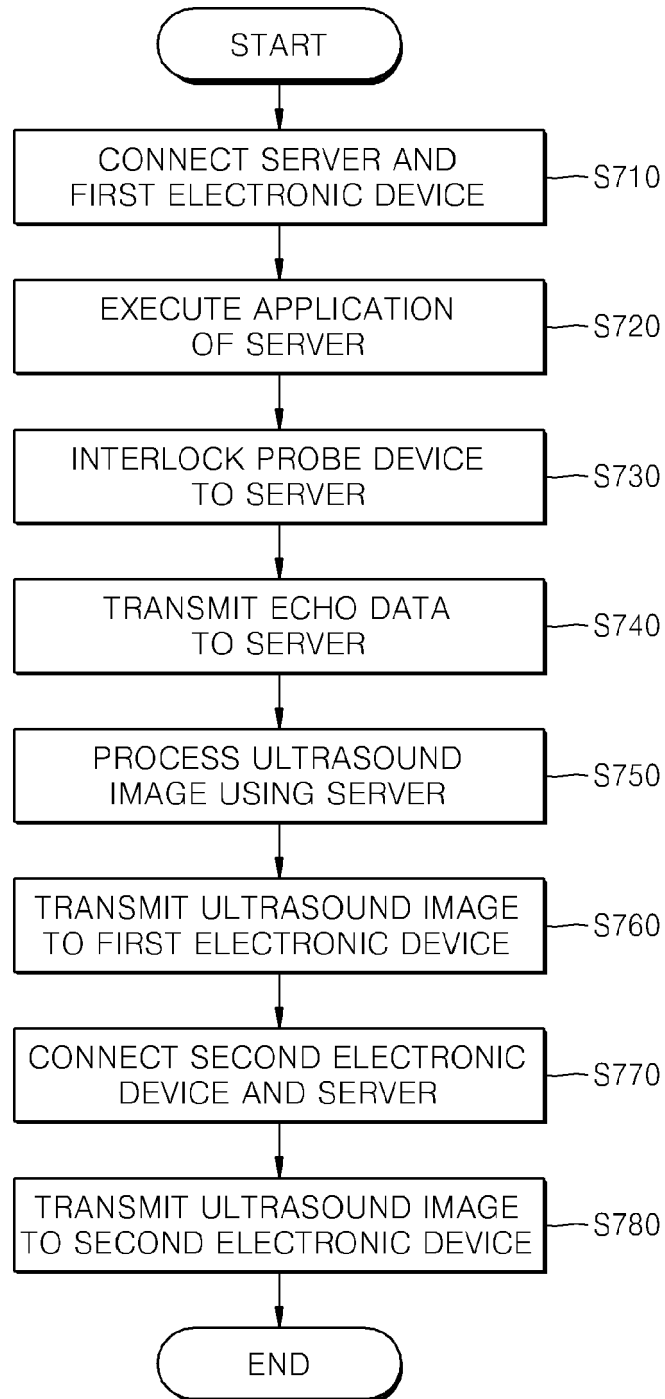 START
CONNECT SERVER AND
FIRST ELECTRONIC DEVICE
S710
EXECUTE APPLICATION
OF SERVER
S720
INTERLOCK PROBE DEVICE
TO SERVER
S730
TRANSMIT ECHO DATA
TO SERVER
S740
PROCESS ULTRASOUND
IMAGE USING SERVER
S750
TRANSMIT ULTRASOUND IMAGE
TO FIRST ELECTRONIC DEVICE
S760
CONNECT SECOND ELECTRONIC
DEVICE AND SERVER
S770
TRANSMIT ULTRASOUND IMAGE
TO SECOND ELECTRONIC DEVICE
S780
END